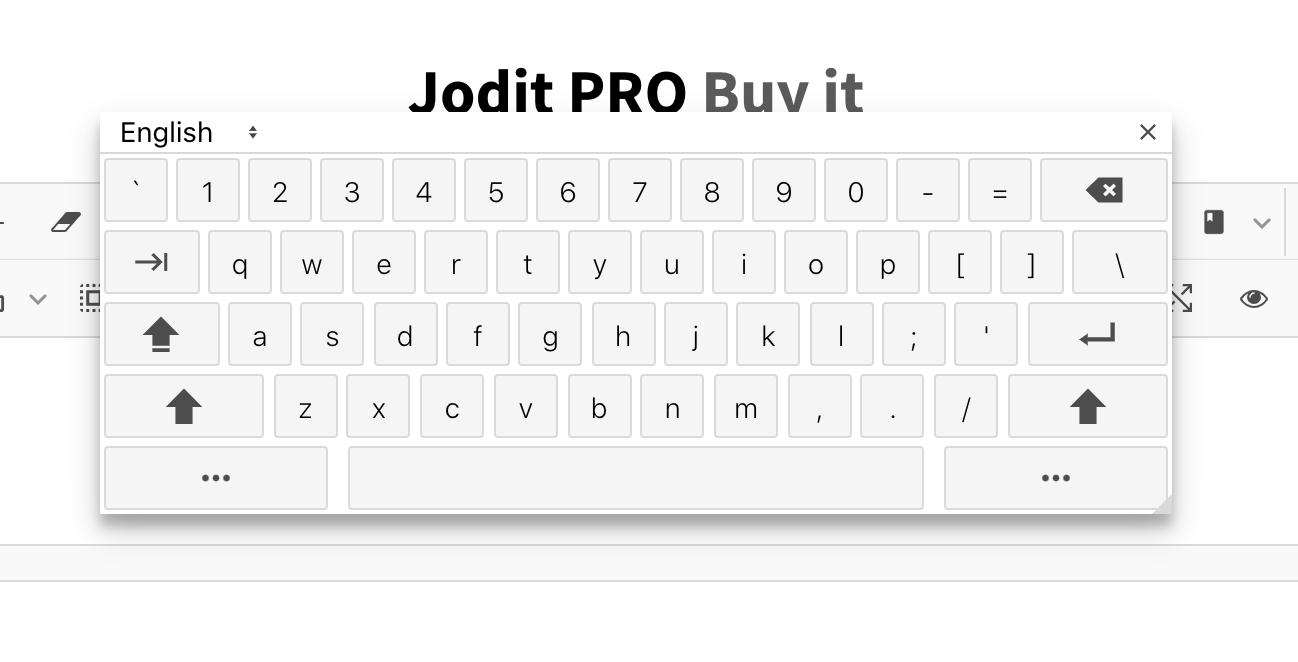 Jodit PRO Buy it
English
` 1 2 3 4 5 6 7 8 9 0 - =
q w e r t y u i o p [ ] \
a s d f g h j k l ; '
z x c v b n m , . /
••• •••